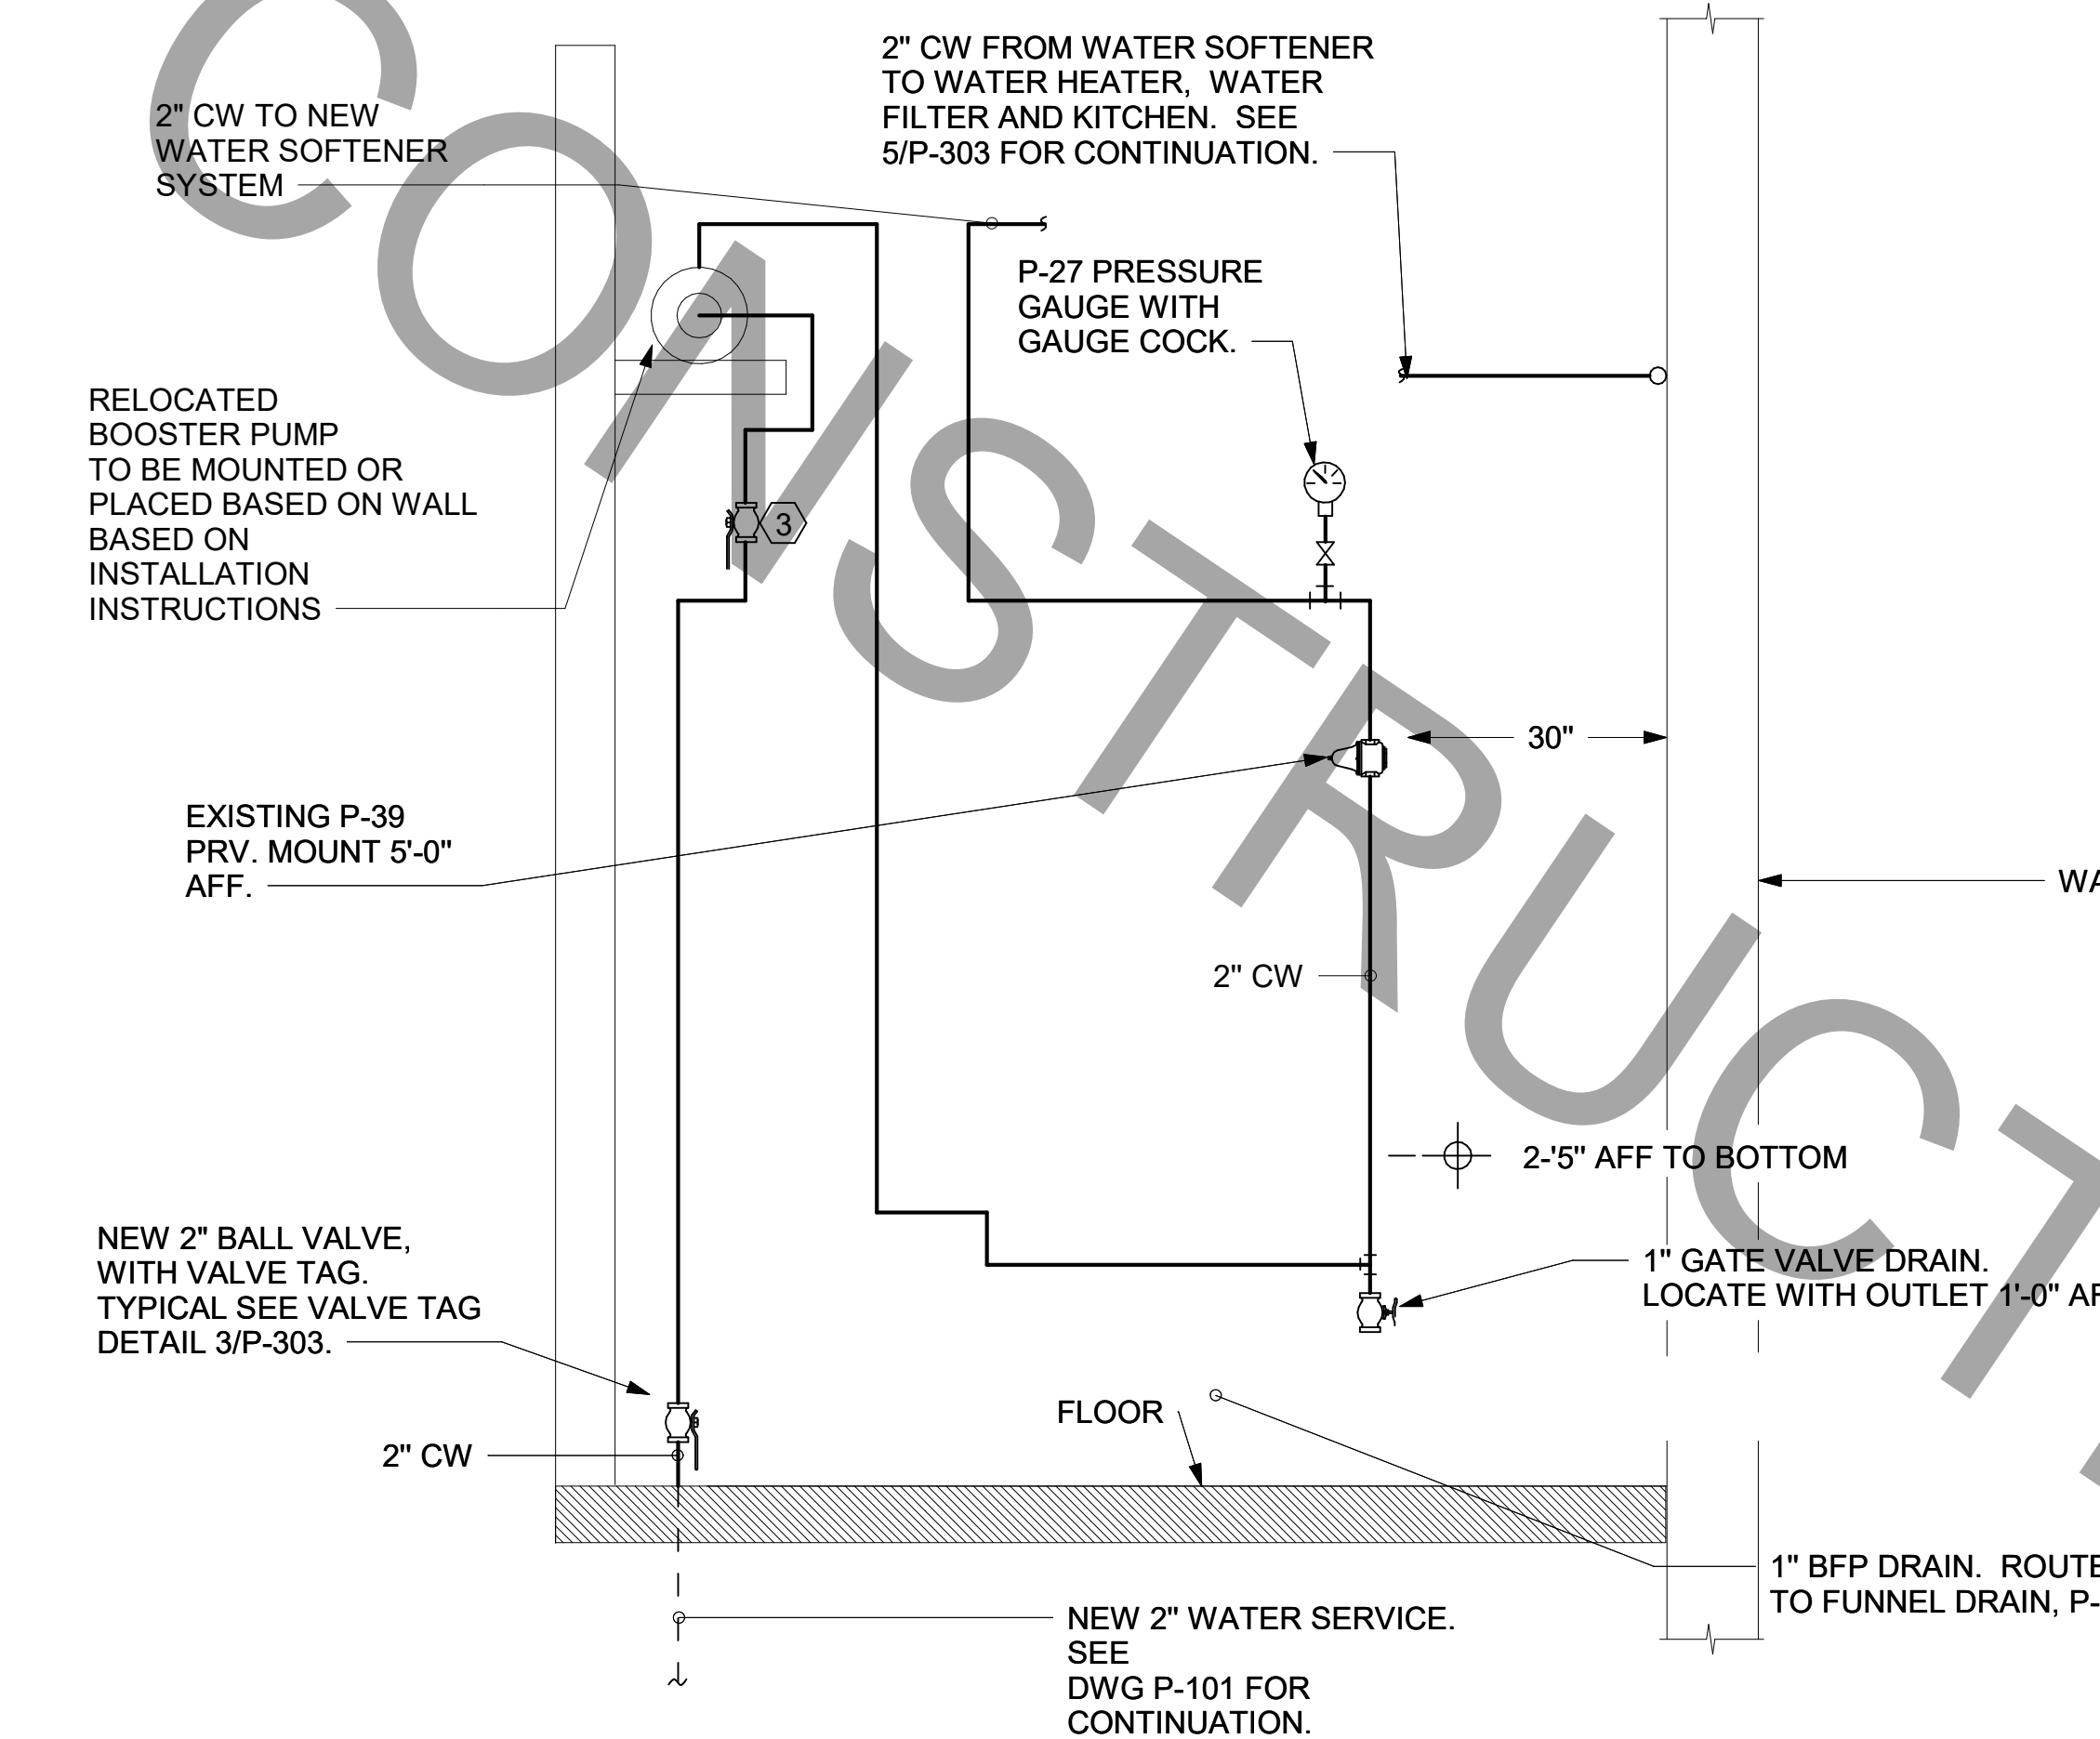 2" CW FROM WATER SOFTENER
TO WATER HEATER, WATER
FILTER AND KITCHEN. SEE
5/P-303 FOR CONTINUATION.
2" CW TO NEW
WATER SOFTENER
SYSTEM
P-27 PRESSURE
GAUGE WITH
GAUGE COCK.
RELOCATED
BOOSTER PUMP
TO BE MOUNTED OR
PLACED BASED ON WALL
BASED ON
INSTALLATION
INSTRUCTIONS
3
30"
EXISTING P-39
PRV. MOUNT 5'-0"
AFF.
WA
2" CW
2-'5" AFF TO BOTTOM
NEW 2" BALL VALVE,
WITH VALVE TAG.
TYPICAL SEE VALVE TAG
DETAIL 3/P-303.
1" GATE VALVE DRAIN.
LOCATE WITH OUTLET 1'-0" AF
FLOOR
2" CW
1" BFP DRAIN. ROUTE
TO FUNNEL DRAIN, P-
NEW 2" WATER SERVICE.
SEE
DWG P-101 FOR
CONTINUATION.
CONSTRUCT